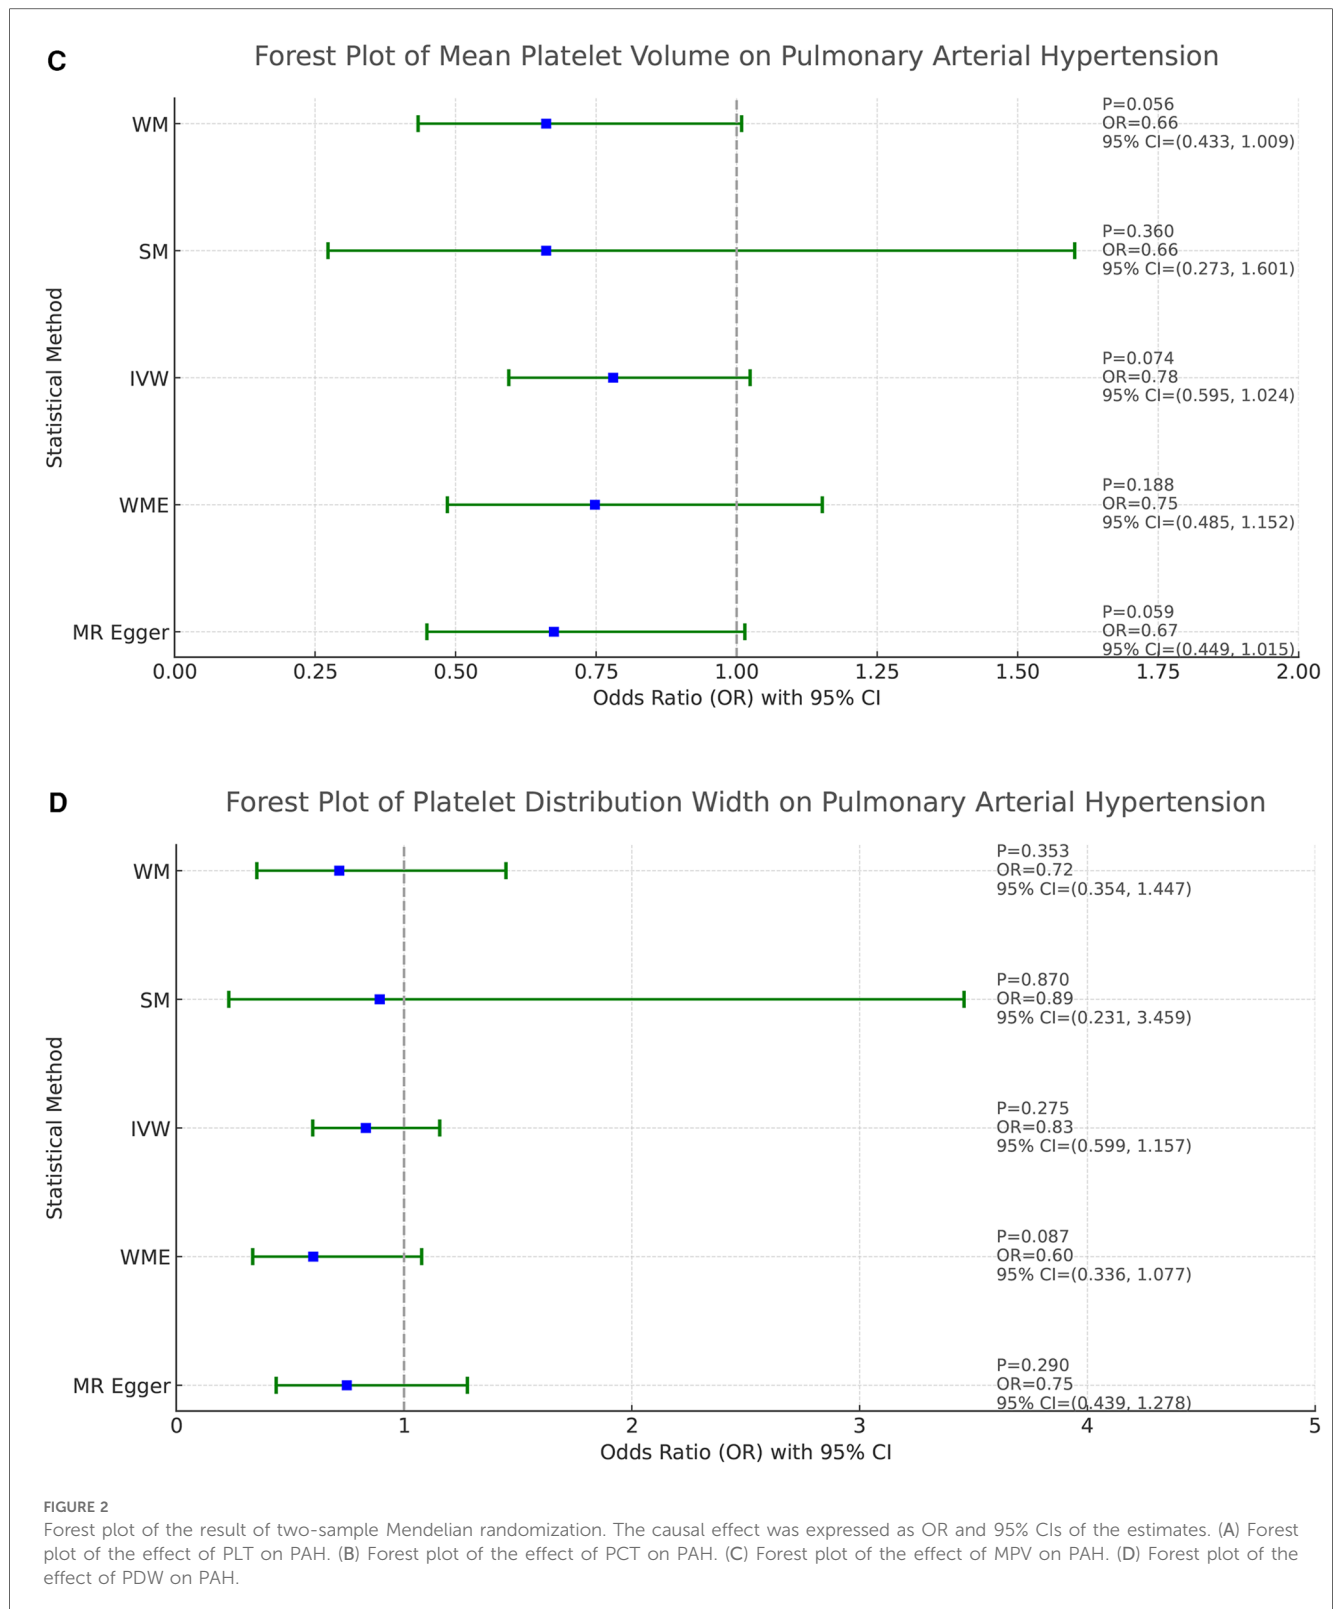 C
Forest Plot of Mean Platelet Volume on Pulmonary Arterial Hypertension
Statistical Method
WM
P=0.056
OR=0.66
95% CI=(0.433, 1.009)
SM
P=0.360
OR=0.66
95% CI=(0.273, 1.601)
IVW
P=0.074
OR=0.78
95% CI=(0.595, 1.024)
WME
P=0.188
OR=0.75
95% CI=(0.485, 1.152)
MR Egger
P=0.059
OR=0.67
95% CI=(0.449, 1.015)
0.00 0.25 0.50 0.75 1.00 1.25 1.50 1.75 2.00
Odds Ratio (OR) with 95% CI
D
Forest Plot of Platelet Distribution Width on Pulmonary Arterial Hypertension
Statistical Method
WM
P=0.353
OR=0.72
95% CI=(0.354, 1.447)
SM
P=0.870
OR=0.89
95% CI=(0.231, 3.459)
IVW
P=0.275
OR=0.83
95% CI=(0.599, 1.157)
WME
P=0.087
OR=0.60
95% CI=(0.336, 1.077)
MR Egger
P=0.290
OR=0.75
95% CI=(0.439, 1.278)
0 1 2 3 4 5
Odds Ratio (OR) with 95% CI
FIGURE 2
Forest plot of the result of two-sample Mendelian randomization. The causal effect was expressed as OR and 95% CIs of the estimates. (A) Forest
plot of the effect of PLT on PAH. (B) Forest plot of the effect of PCT on PAH. (C) Forest plot of the effect of MPV on PAH. (D) Forest plot of the
effect of PDW on PAH.